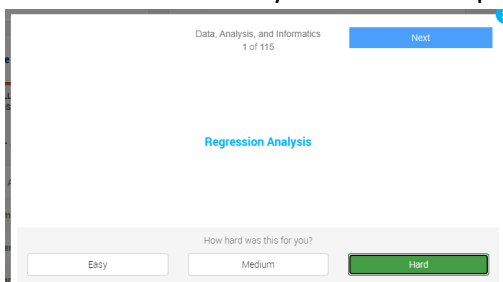 Data, Analysis, and Informatics
1 of 115
Next
Regression Analysis
How hard was this for you?
Easy
Medium
Hard